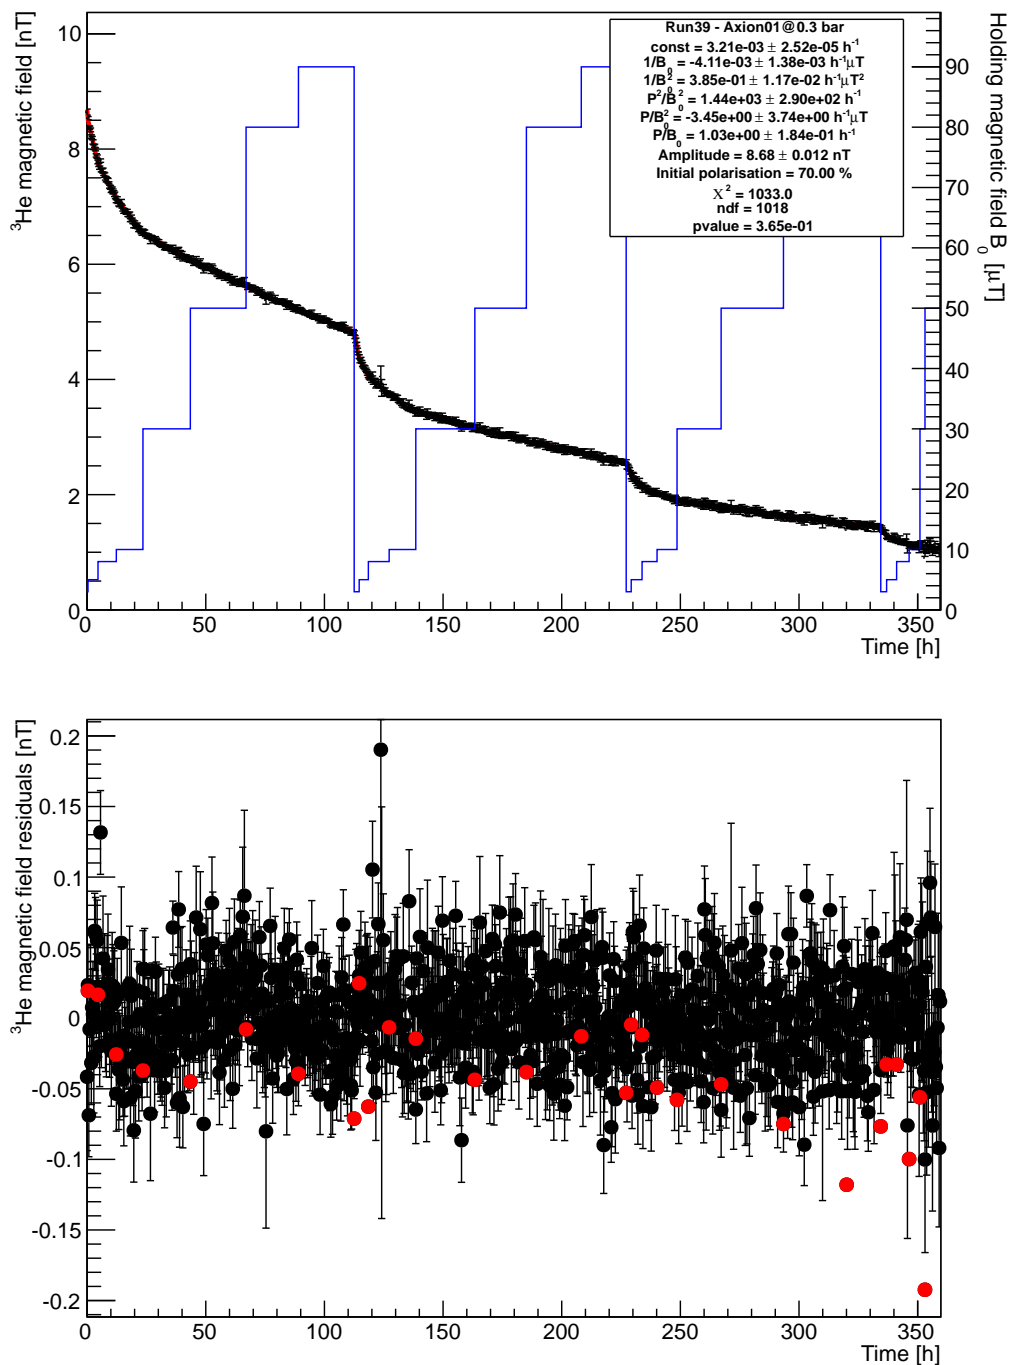 ³He magnetic field [nT]
10
8
6
4
2
0
Run39 - Axion01@0.3 bar
const = 3.21e-03 ± 2.52e-05 h⁻¹
1/B₀ = -4.11e-03 ± 1.38e-03 h⁻¹μT
1/B₀² = 3.85e-01 ± 1.17e-02 h⁻¹μT²
P²/B₀² = 1.44e+03 ± 2.90e+02 h⁻¹
P/B₀² = -3.45e+00 ± 3.74e+00 h⁻¹μT
P/B₀ = 1.03e+00 ± 1.84e-01 h⁻¹
Amplitude = 8.68 ± 0.012 nT
Initial polarisation = 70.00 %
χ² = 1033.0
ndf = 1018
pvalue = 3.65e-01
Holding magnetic field B₀ [μT]
90
80
70
60
50
40
30
20
10
0
0 50 100 150 200 250 300 350
Time [h]
³He magnetic field residuals [nT]
0.2
0.15
0.1
0.05
0
-0.05
-0.1
-0.15
-0.2
0 50 100 150 200 250 300 350
Time [h]